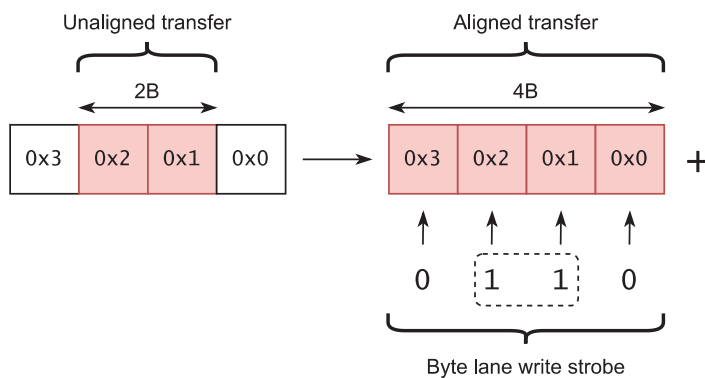 Unaligned transfer
Aligned transfer
2B
4B
0x3 0x2 0x1 0x0
0x3 0x2 0x1 0x0 +
0 1 1 0
Byte lane write strobe